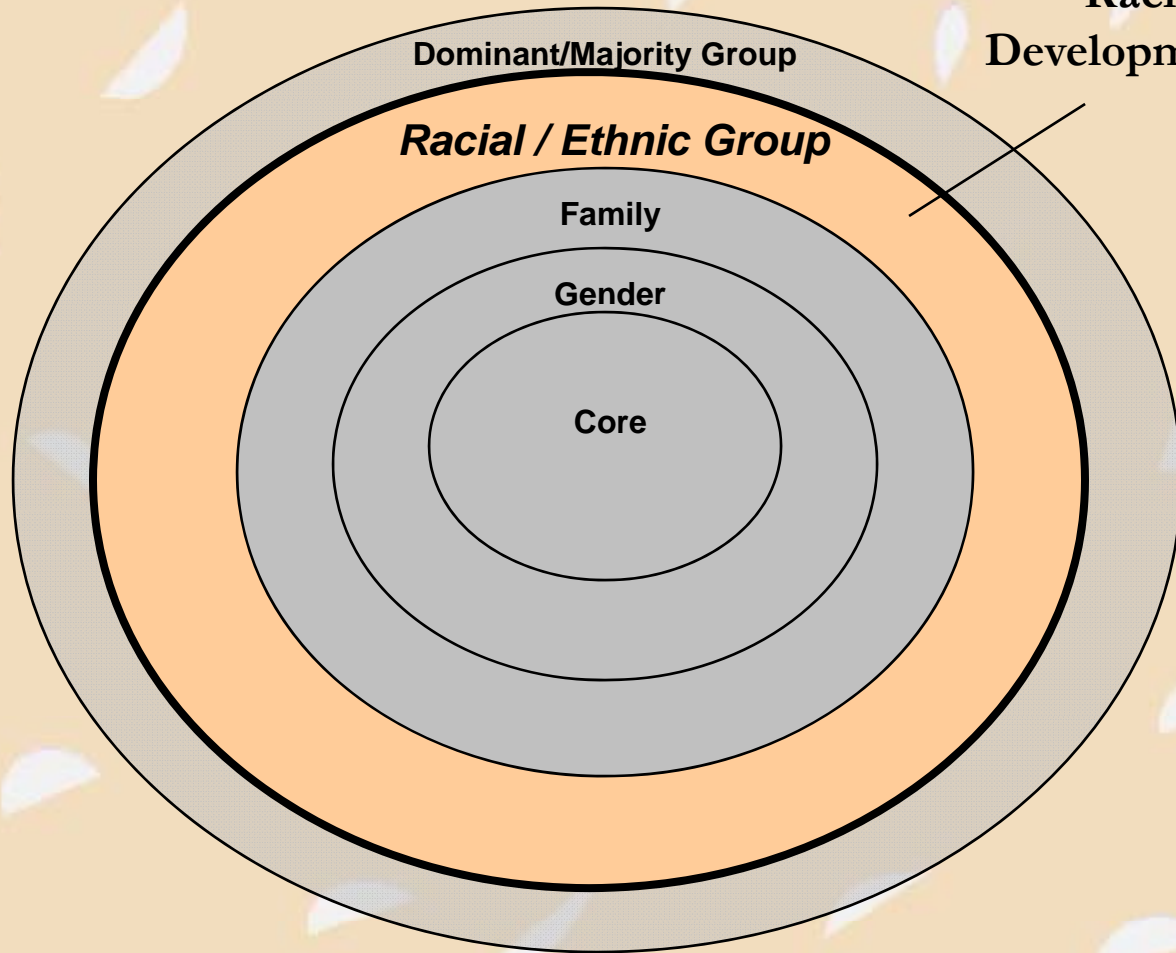 Dominant/Majority Group
Racial / Ethnic Group
Family
Gender
Core